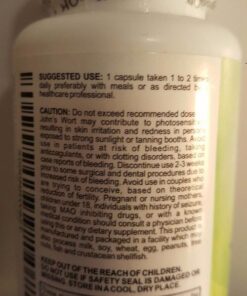 SUGGESTED USE: 1 capsule taken 1 to 2 times
daily preferably with meals or as directed b
healthcare professional.
CAUTION: Do not exceed recommended dose
John's Wort may contribute to photosensitiv
resulting in skin irritation and redness in person
exposed to strong sunlight or tanning booths. Avoid
use in patients at risk of bleeding, taking
anticoagulants, or with clotting disorders, based on
case reports of bleeding. Discontinue use 2-3 weeks
prior to some surgical and dental procedures due to
increased risk of bleeding. Avoid use in couples who
are trying to conceive, based on theoretical
reduction of fertility. Pregnant or nursing mothers,
children under 18, individuals with history of seizure,
MAO inhibiting drugs, or with a known
medical condition should consult a physician before
using this or any dietary supplement. This product is
manufactured and packaged in a facility which may
also process milk, soy, wheat, egg, peanuts, tree
nuts, fish and crustacean shellfish.
KEEP OUT OF THE REACH OF CHILDREN.
DO NOT USE IF SAFETY SEAL IS DAMAGED OR
MISSING. STORE IN A COOL, DRY PLACE.